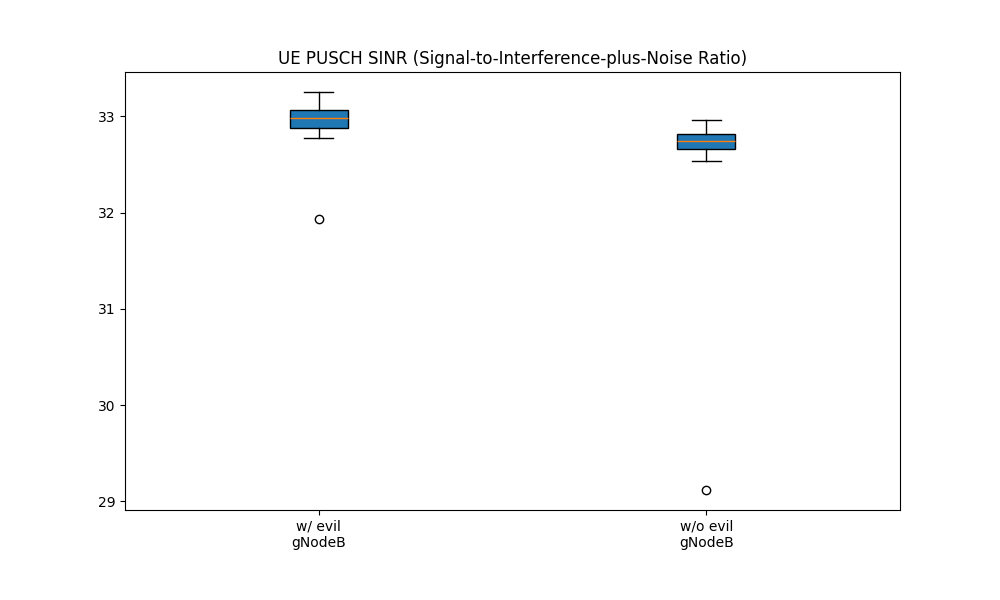 UE PUSCH SINR (Signal-to-Interference-plus-Noise Ratio)
33
32
31
30
29
w/ evil
gNodeB
w/o evil
gNodeB